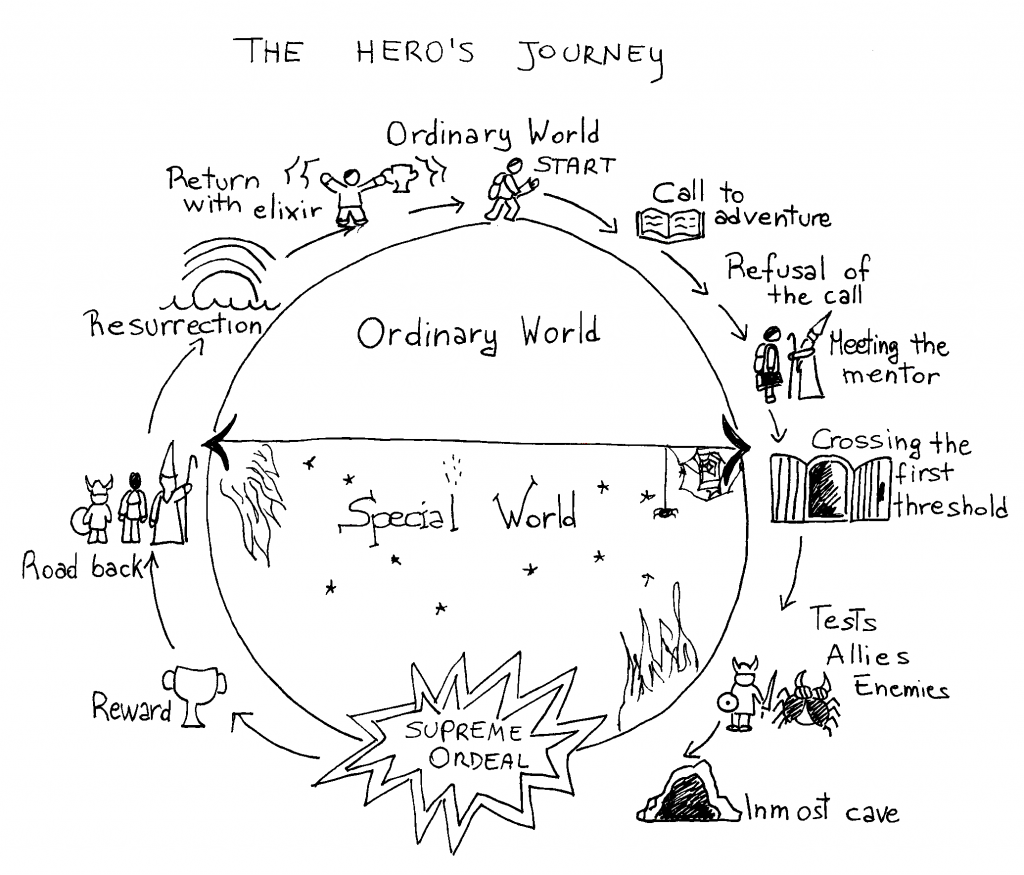 THE HERO'S JOURNEY
Ordinary World
START
Call to
adventure
Refusal of
the call
Meeting the
mentor
Crossing the
first
threshold
Tests
Allies
Enemies
Inmost cave
SUPREME
ORDEAL
Reward
Road back
Resurrection
Return
with elixir
Ordinary World
Special World